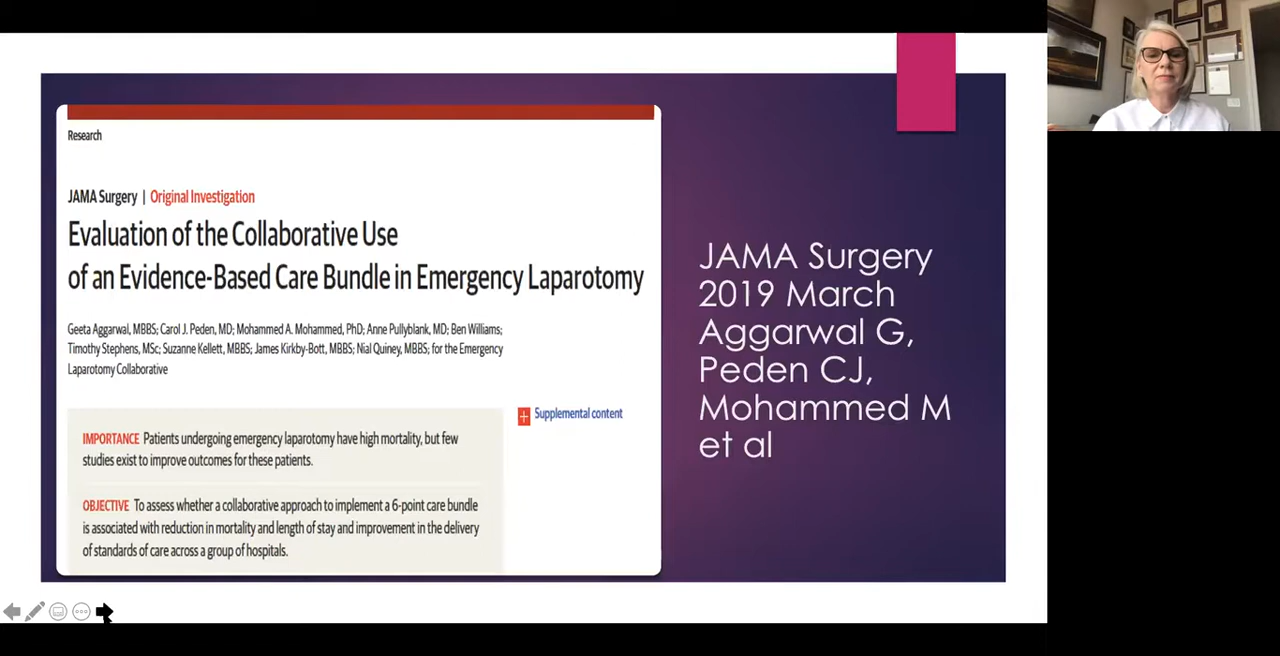 Research
JAMA Surgery | Original Investigation
Evaluation of the Collaborative Use
of an Evidence-Based Care Bundle in Emergency Laparotomy
Geeta Aggarwal, MBBS; Carol J. Peden, MD; Mohammed A. Mohammed, PhD; Anne Pullyblank, MD; Ben Williams;
Timothy Stephens, MSc; Suzanne Kellett, MBBS; James Kirkby-Bott, MBBS; Nial Quiney, MBBS; for the Emergency
Laparotomy Collaborative
Supplemental content
IMPORTANCE Patients undergoing emergency laparotomy have high mortality, but few
studies exist to improve outcomes for these patients.
OBJECTIVE To assess whether a collaborative approach to implement a 6-point care bundle
is associated with reduction in mortality and length of stay and improvement in the delivery
of standards of care across a group of hospitals.
JAMA Surgery
2019 March
Aggarwal G,
Peden CJ,
Mohammed M
et al